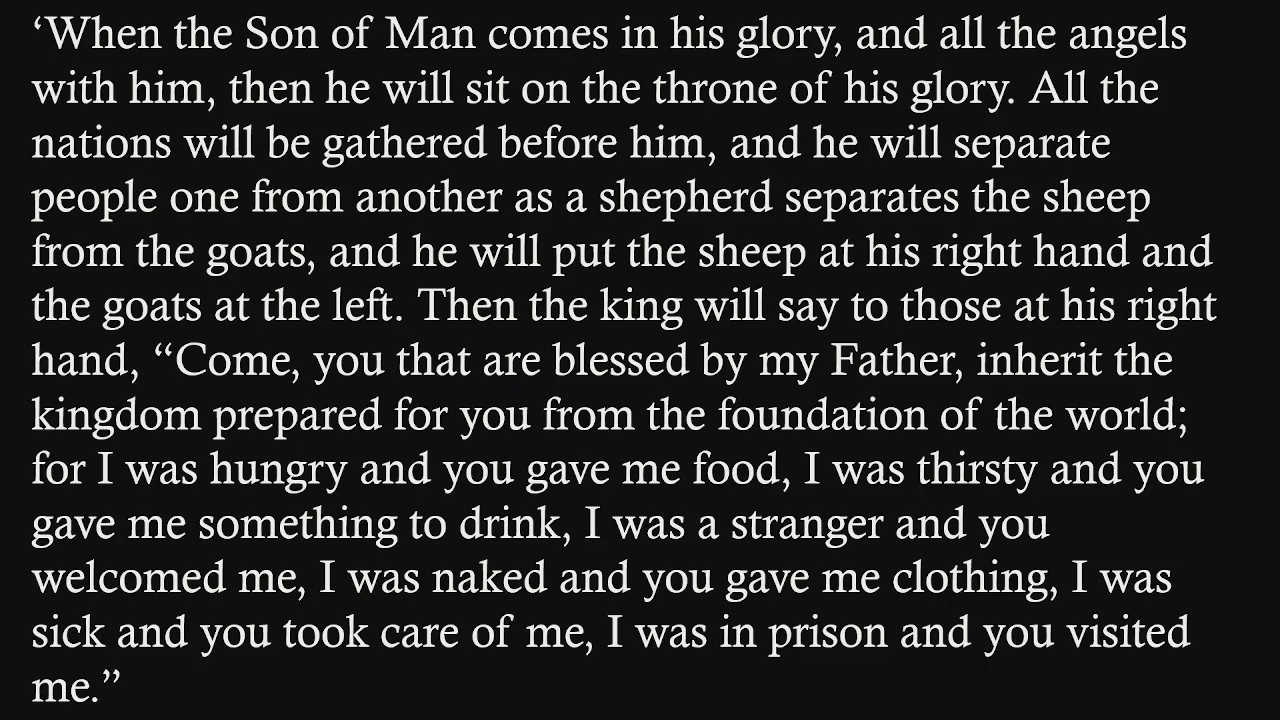 ‘When the Son of Man comes in his glory, and all the angels
with him, then he will sit on the throne of his glory. All the
nations will be gathered before him, and he will separate
people one from another as a shepherd separates the sheep
from the goats, and he will put the sheep at his right hand and
the goats at the left. Then the king will say to those at his right
hand, “Come, you that are blessed by my Father, inherit the
kingdom prepared for you from the foundation of the world;
for I was hungry and you gave me food, I was thirsty and you
gave me something to drink, I was a stranger and you
welcomed me, I was naked and you gave me clothing, I was
sick and you took care of me, I was in prison and you visited
me.”